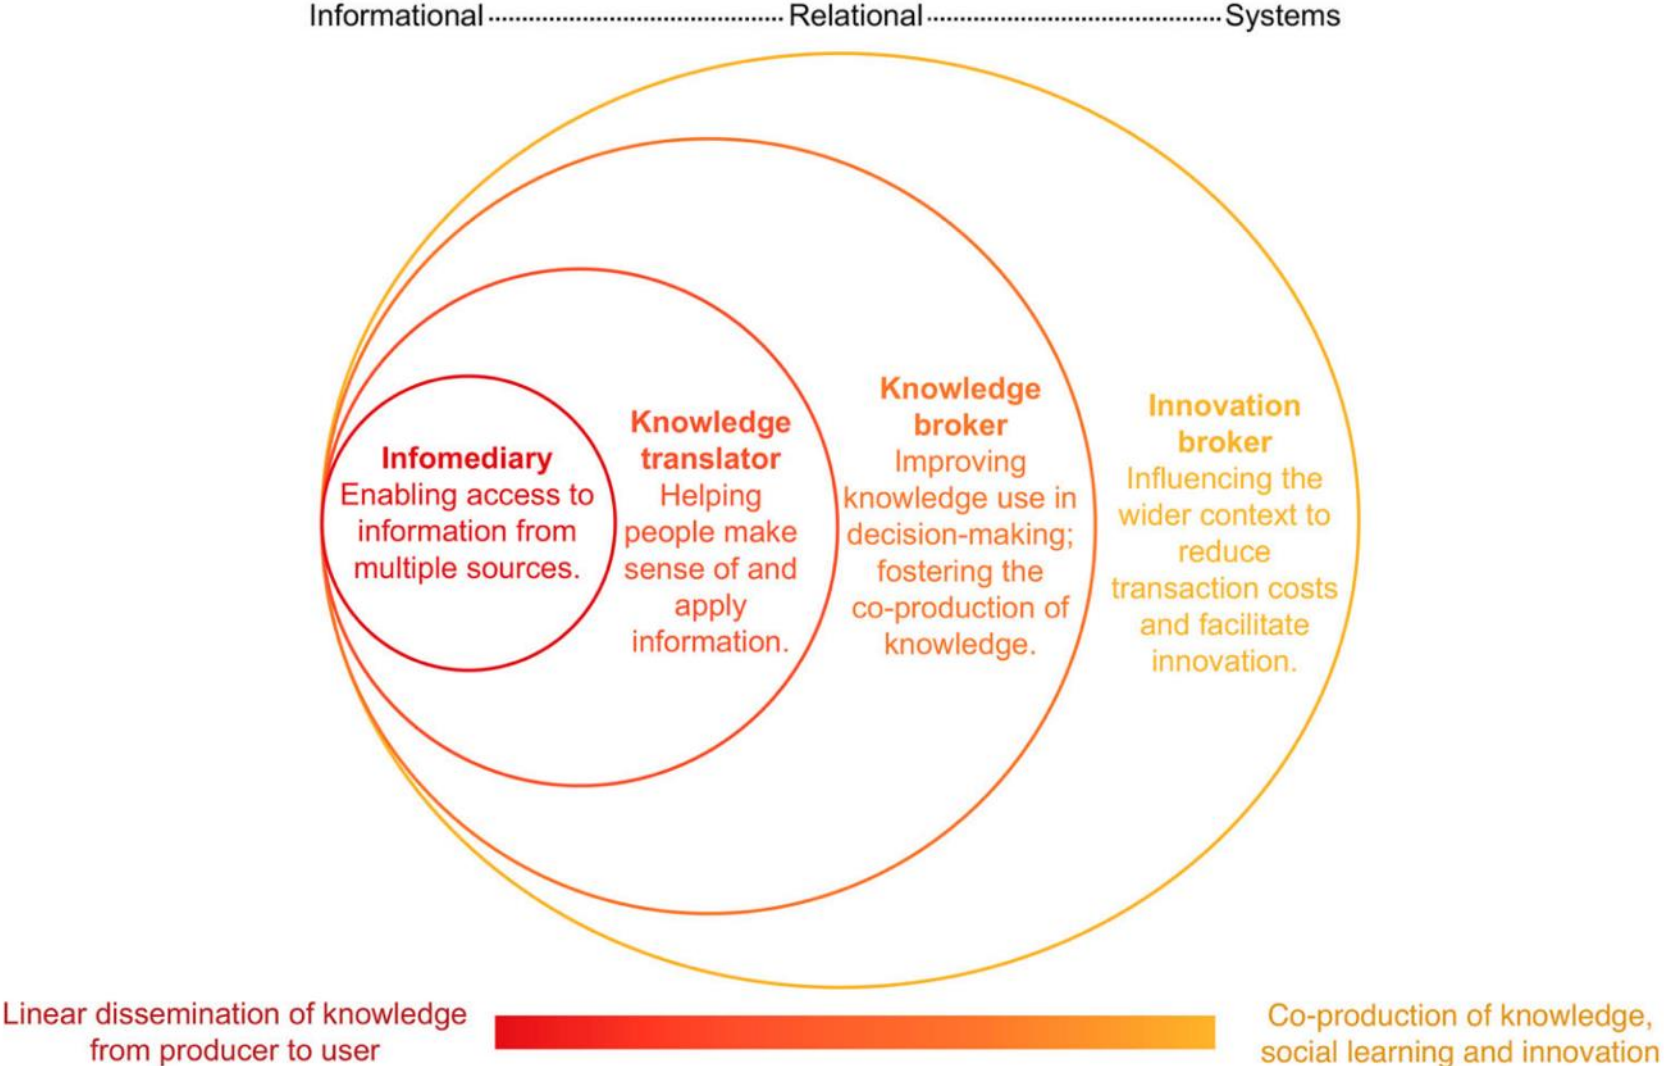 Informational Relational Systems
Infomediary
Enabling access to
information from
multiple sources.
Knowledge
translator
Helping
people make
sense of and
apply
information.
Knowledge
broker
Improving
knowledge use in
decision-making;
fostering the
co-production of
knowledge.
Innovation
broker
Influencing the
wider context to
reduce
transaction costs
and facilitate
innovation.
Linear dissemination of knowledge
from producer to user
Co-production of knowledge,
social learning and innovation